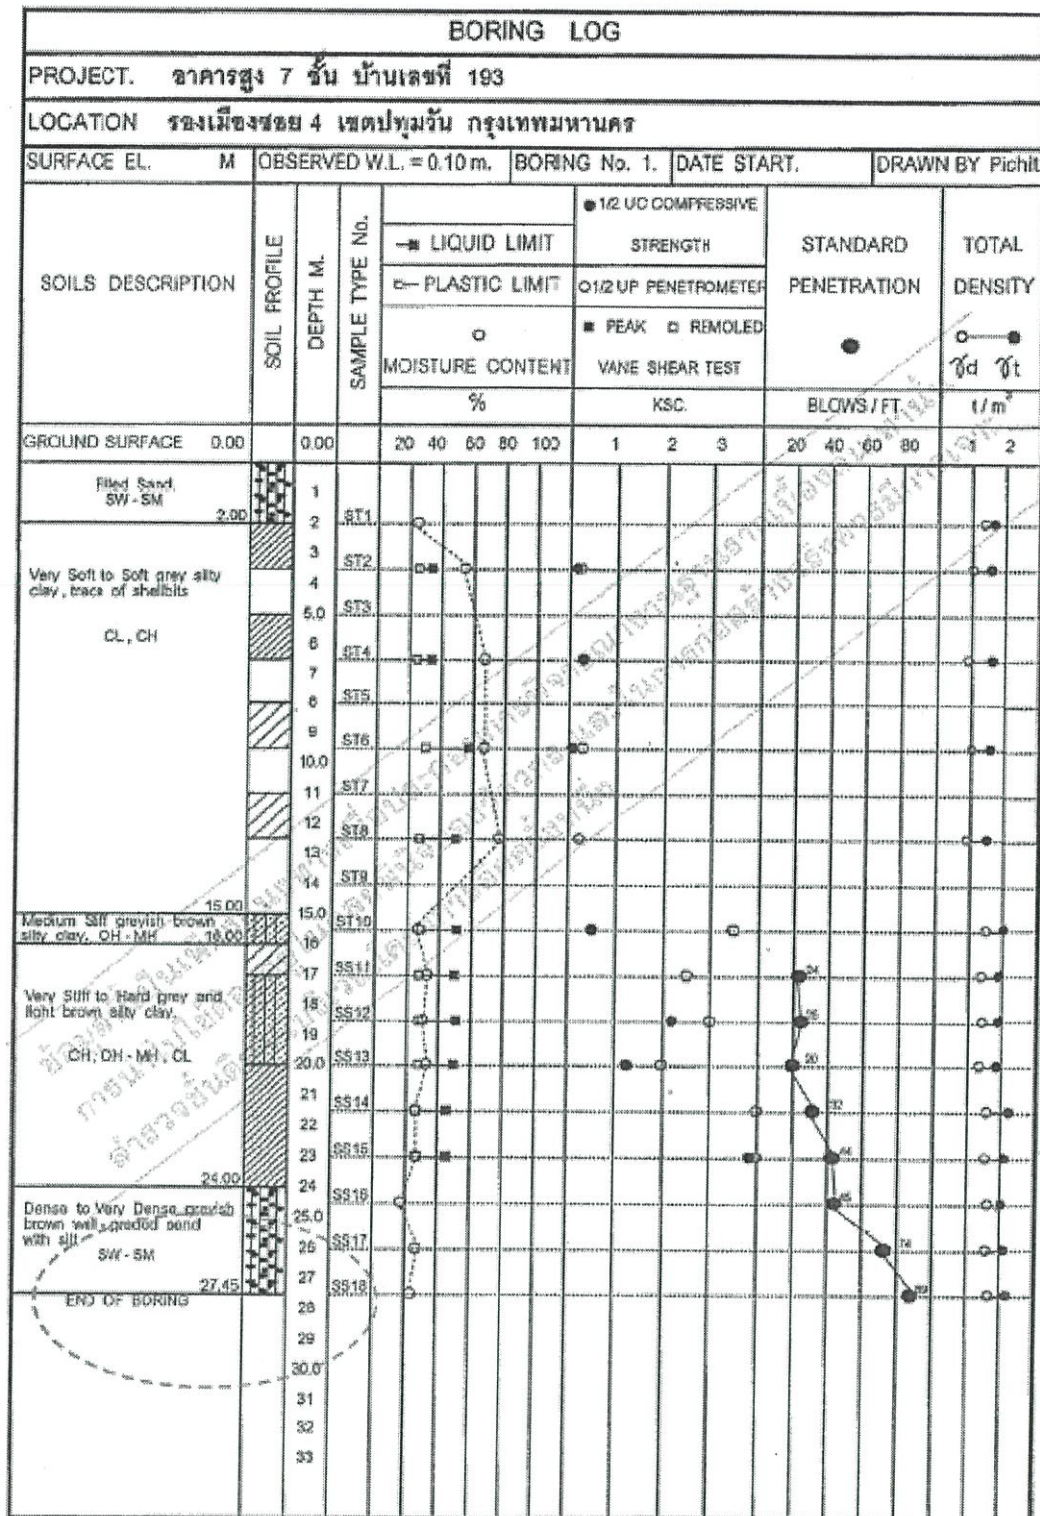 BORING LOG
PROJECT. อาคารสูง 7 ชั้น บ้านเลขที่ 193
LOCATION รองเมืองซอย 4 เขตปทุมวัน กรุงเทพมหานคร
SURFACE EL. M OBSERVED W.L. = 0.10 m. BORING No. 1. DATE START. DRAWN BY Pichit
SOILS DESCRIPTION
SOIL PROFILE
DEPTH M.
SAMPLE TYPE No.
LIQUID LIMIT
PLASTIC LIMIT
MOISTURE CONTENT
%
1/2 UC COMPRESSIVE
STRENGTH
1/2 UP PENETROMETER
PEAK REMOLED
VANE SHEAR TEST
KSC.
STANDARD
PENETRATION
BLOWS / FT.
TOTAL
DENSITY
γd γt
t/m³
GROUND SURFACE 0.00 0.00 20 40 60 80 100 1 2 3 20 40 60 80 1 2
Filled Sand.
SW - SM
2.00
Very Soft to Soft grey silty
clay, trace of shellbits
CL, CH
15.00
Medium Stiff greyish brown
silty clay. OH - MH 16.00
Very Stiff to Hard grey and
light brown silty clay.
CH, OH - MH, CL
24.00
Dense to Very Dense greyish
brown well graded sand
with silt
SW - SM
27.45
END OF BORING
1
2 ST1
3
ST2
4
5.0 ST3
6
ST4
7
8 ST5
9
ST6
10.0
11 ST7
12
ST8
13
14 ST9
15.0
ST10
16
17 SS11 24
18
SS12 26
19
20.0 SS13 20
21
SS14 32
22
23 SS15 44
24
SS16 45
25.0
26 SS17 74
27
SS18 89
28
29
30.0
31
32
33